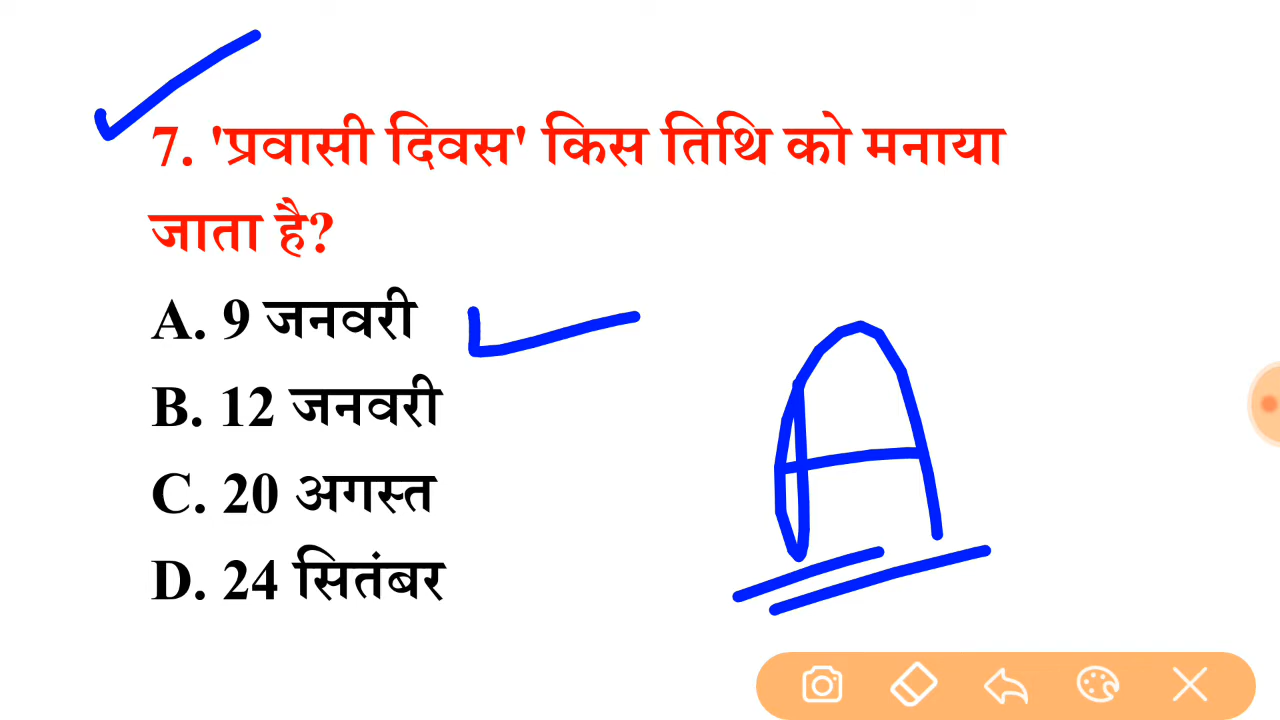 7. 'प्रवासी दिवस' किस तिथि को मनाया
जाता है?
A. 9 जनवरी
B. 12 जनवरी
C. 20 अगस्त
D. 24 सितंबर
A